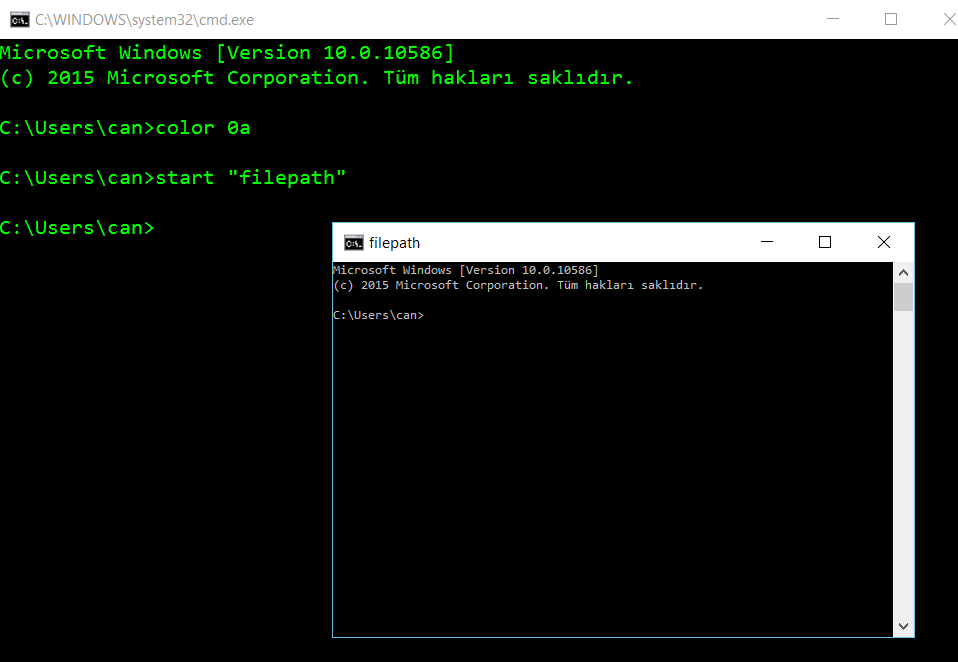 C:\WINDOWS\system32\cmd.exe
Microsoft Windows [Version 10.0.10586]
(c) 2015 Microsoft Corporation. Tüm hakları saklıdır.
C:\Users\can>color 0a
C:\Users\can>start "filepath"
C:\Users\can>
filepath
Microsoft Windows [Version 10.0.10586]
(c) 2015 Microsoft Corporation. Tüm hakları saklıdır.
C:\Users\can>